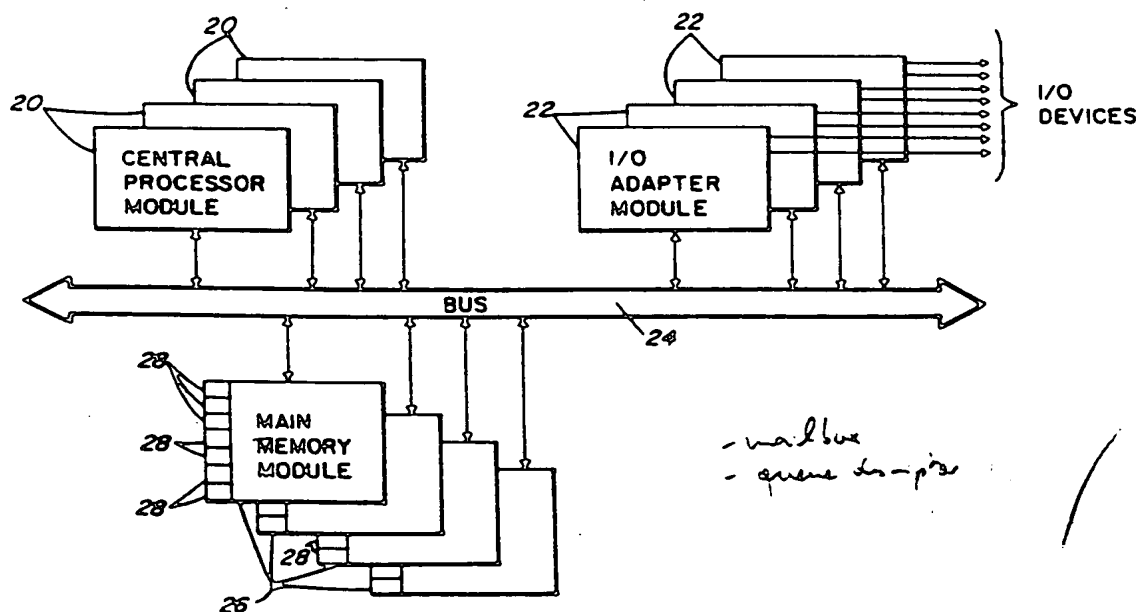 20
22
20
CENTRAL
PROCESSOR
MODULE
22
I/O
ADAPTER
MODULE
I/O
DEVICES
BUS
24
28
28
28
MAIN
MEMORY
MODULE
28
26
- mailbox
- queue